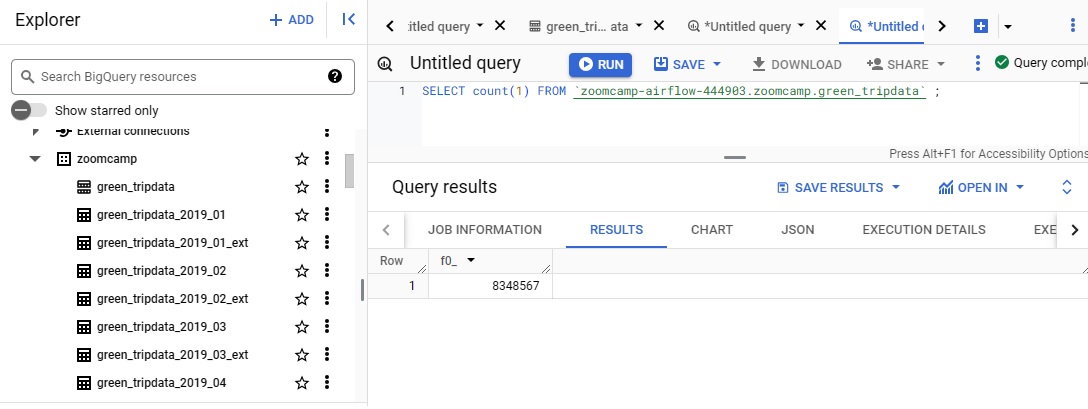 Explorer
+ ADD
Search BigQuery resources
?
Show starred only
External connections
zoomcamp
green_tripdata
green_tripdata_2019_01
green_tripdata_2019_01_ext
green_tripdata_2019_02
green_tripdata_2019_02_ext
green_tripdata_2019_03
green_tripdata_2019_03_ext
green_tripdata_2019_04
titled query
green_tri... ata
*Untitled query
*Untitled
Untitled query
RUN
SAVE
DOWNLOAD
SHARE
Query comple
1 SELECT count(1) FROM `zoomcamp-airflow-444903.zoomcamp.green_tripdata` ;
Press Alt+F1 for Accessibility Options
Query results
SAVE RESULTS
OPEN IN
JOB INFORMATION RESULTS CHART JSON EXECUTION DETAILS EXE
Row f0_
1 8348567